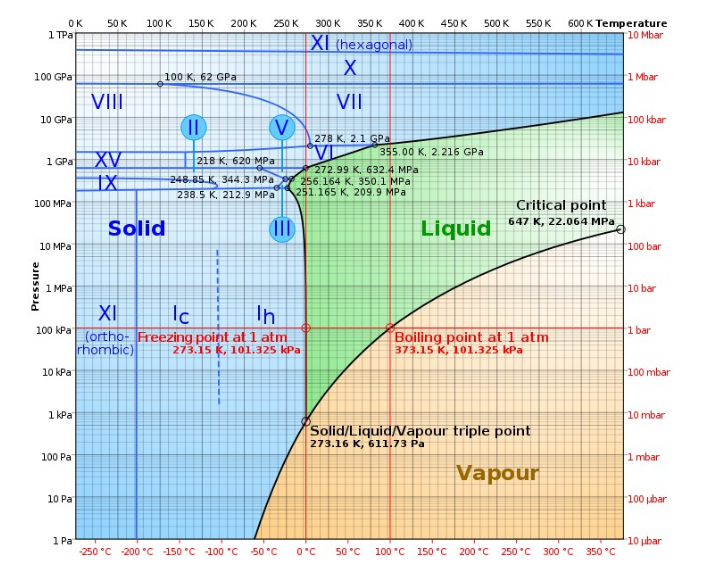 0 K 50 K 100 K 150 K 200 K 250 K 300 K 350 K 400 K 450 K 500 K 550 K 600 K Temperature
1 TPa XI (hexagonal) 10 Mbar
X
100 GPa 100 K, 62 GPa 1 Mbar
VIII VII
10 GPa 100 kbar
II V
278 K, 2.1 GPa
VI 355.00 K, 2.216 GPa
1 GPa XV 218 K, 620 MPa 10 kbar
272.99 K, 632.4 MPa
IX 248.85 K, 344.3 MPa 256.164 K, 350.1 MPa
238.5 K, 212.9 MPa 251.165 K, 209.9 MPa
100 MPa 1 kbar
Critical point
647 K, 22.064 MPa
Solid III Liquid
10 MPa 100 bar
Pressure
1 MPa 10 bar
XI Ic Ih
(ortho-
rhombic)
100 kPa 1 bar
Freezing point at 1 atm Boiling point at 1 atm
273.15 K, 101.325 kPa 373.15 K, 101.325 kPa
10 kPa 100 mbar
1 kPa 10 mbar
Solid/Liquid/Vapour triple point
273.16 K, 611.73 Pa
100 Pa 1 mbar
Vapour
10 Pa 100 μbar
1 Pa 10 μbar
-250 °C -200 °C -150 °C -100 °C -50 °C 0 °C 50 °C 100 °C 150 °C 200 °C 250 °C 300 °C 350 °C